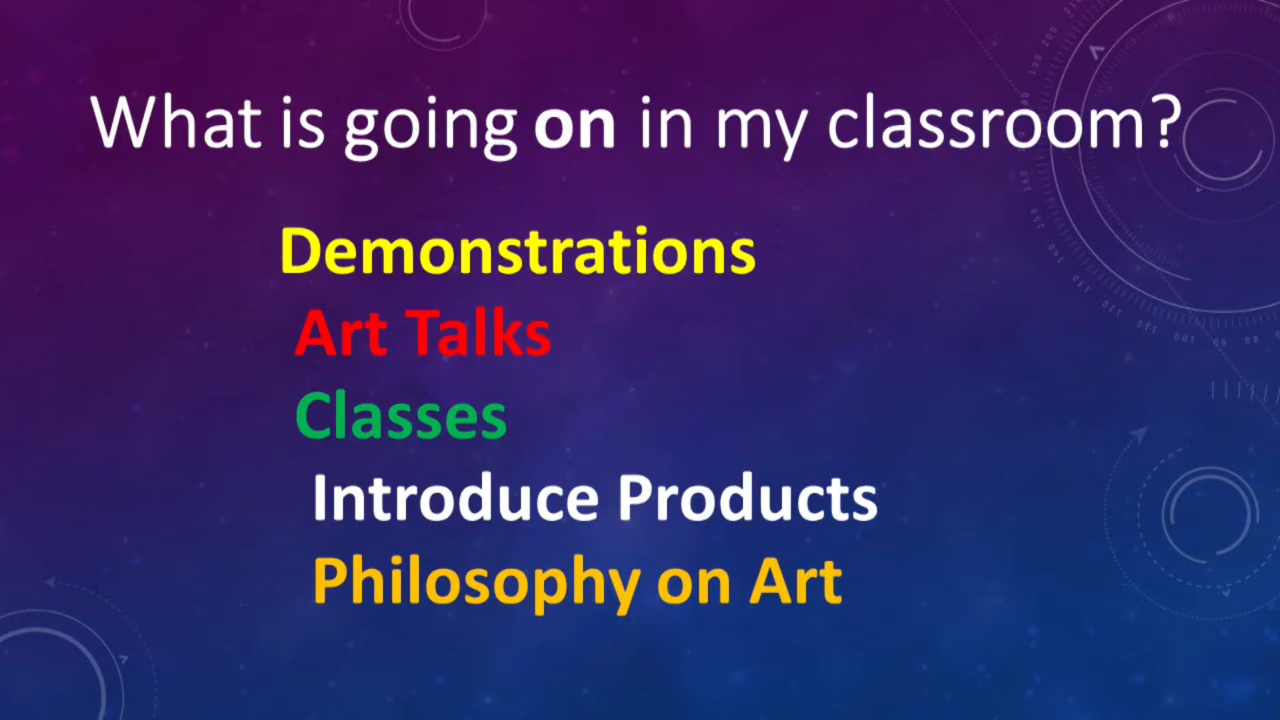 What is going on in my classroom?
Demonstrations
Art Talks
Classes
Introduce Products
Philosophy on Art